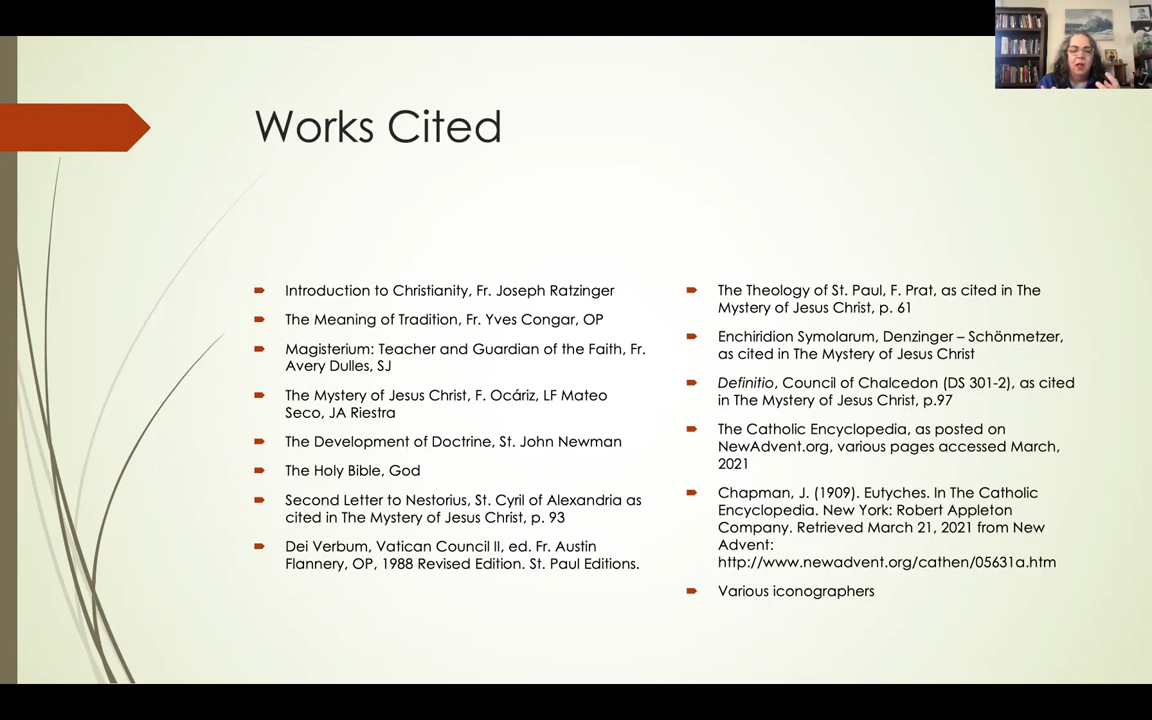 Works Cited
Introduction to Christianity, Fr. Joseph Ratzinger
The Meaning of Tradition, Fr. Yves Congar, OP
Magisterium: Teacher and Guardian of the Faith, Fr.
Avery Dulles, SJ
The Mystery of Jesus Christ, F. Ocáriz, LF Mateo
Seco, JA Riestra
The Development of Doctrine, St. John Newman
The Holy Bible, God
Second Letter to Nestorius, St. Cyril of Alexandria as
cited in The Mystery of Jesus Christ, p. 93
Dei Verbum, Vatican Council II, ed. Fr. Austin
Flannery, OP, 1988 Revised Edition. St. Paul Editions.
The Theology of St. Paul, F. Prat, as cited in The
Mystery of Jesus Christ, p. 61
Enchiridion Symolarum, Denzinger – Schönmetzer,
as cited in The Mystery of Jesus Christ
Definitio, Council of Chalcedon (DS 301-2), as cited
in The Mystery of Jesus Christ, p.97
The Catholic Encyclopedia, as posted on
NewAdvent.org, various pages accessed March,
2021
Chapman, J. (1909). Eutyches. In The Catholic
Encyclopedia. New York: Robert Appleton
Company. Retrieved March 21, 2021 from New
Advent:
http://www.newadvent.org/cathen/05631a.htm
Various iconographers